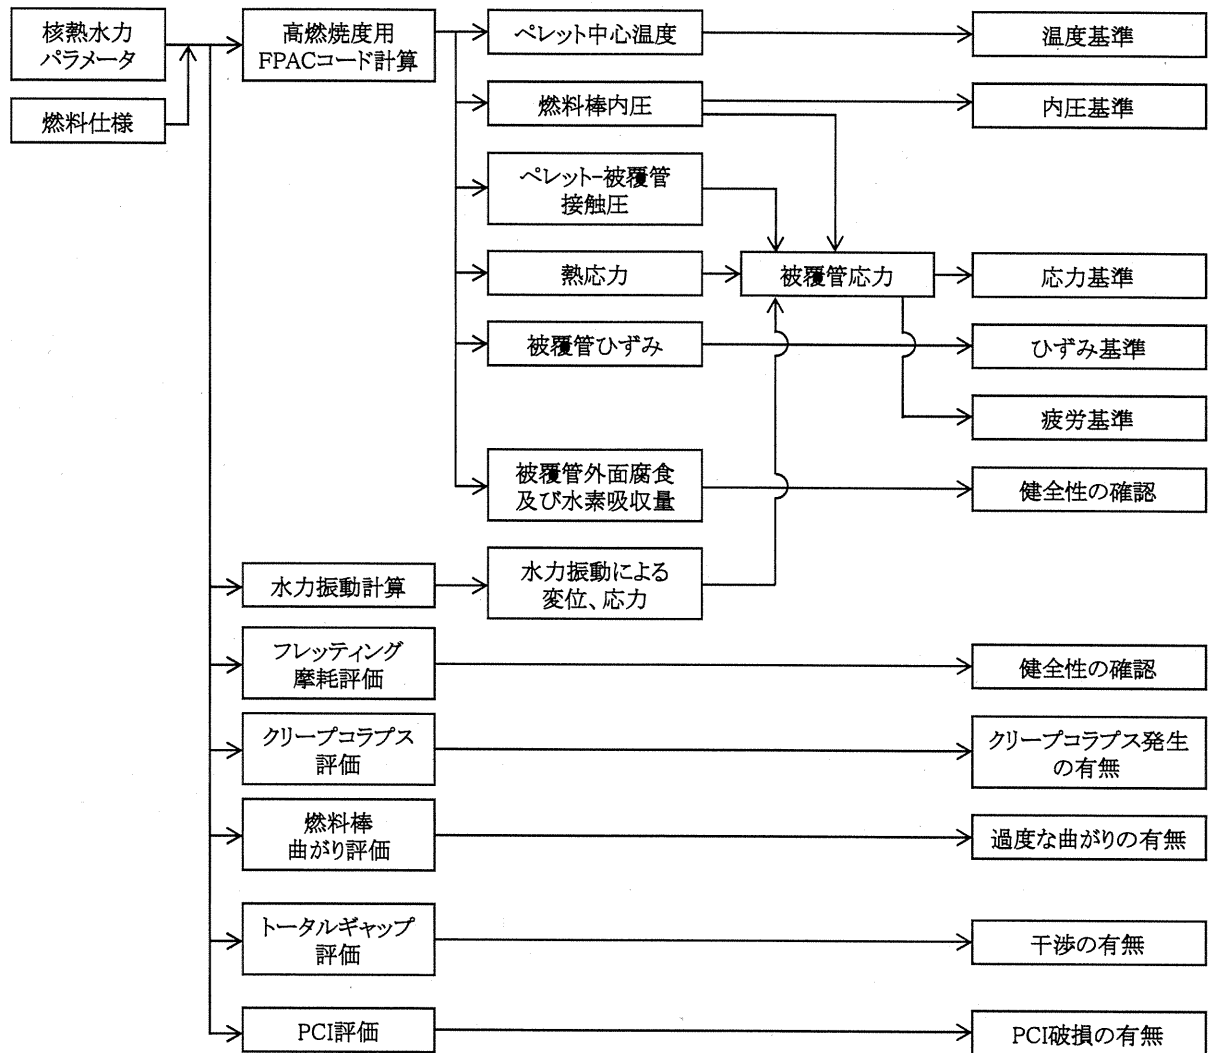 核熱水力
パラメータ
燃料仕様
高燃焼度用
FPACコード計算
ペレット中心温度
温度基準
燃料棒内圧
内圧基準
ペレット-被覆管
接触圧
熱応力
被覆管応力
応力基準
被覆管ひずみ
ひずみ基準
疲労基準
被覆管外面腐食
及び水素吸収量
健全性の確認
水力振動計算
水力振動による
変位、応力
フレッティング
摩耗評価
健全性の確認
クリープコラプス
評価
クリープコラプス発生
の有無
燃料棒
曲がり評価
過度な曲がりの有無
トータルギャップ
評価
干渉の有無
PCI評価
PCI破損の有無